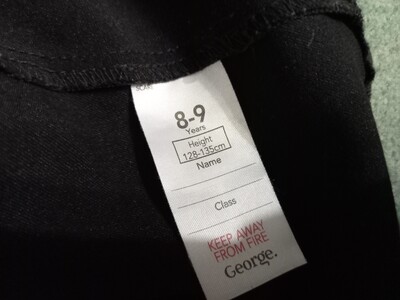 8-9
Years
Height
128-135cm
Name
Class
KEEP AWAY
FROM FIRE
George.